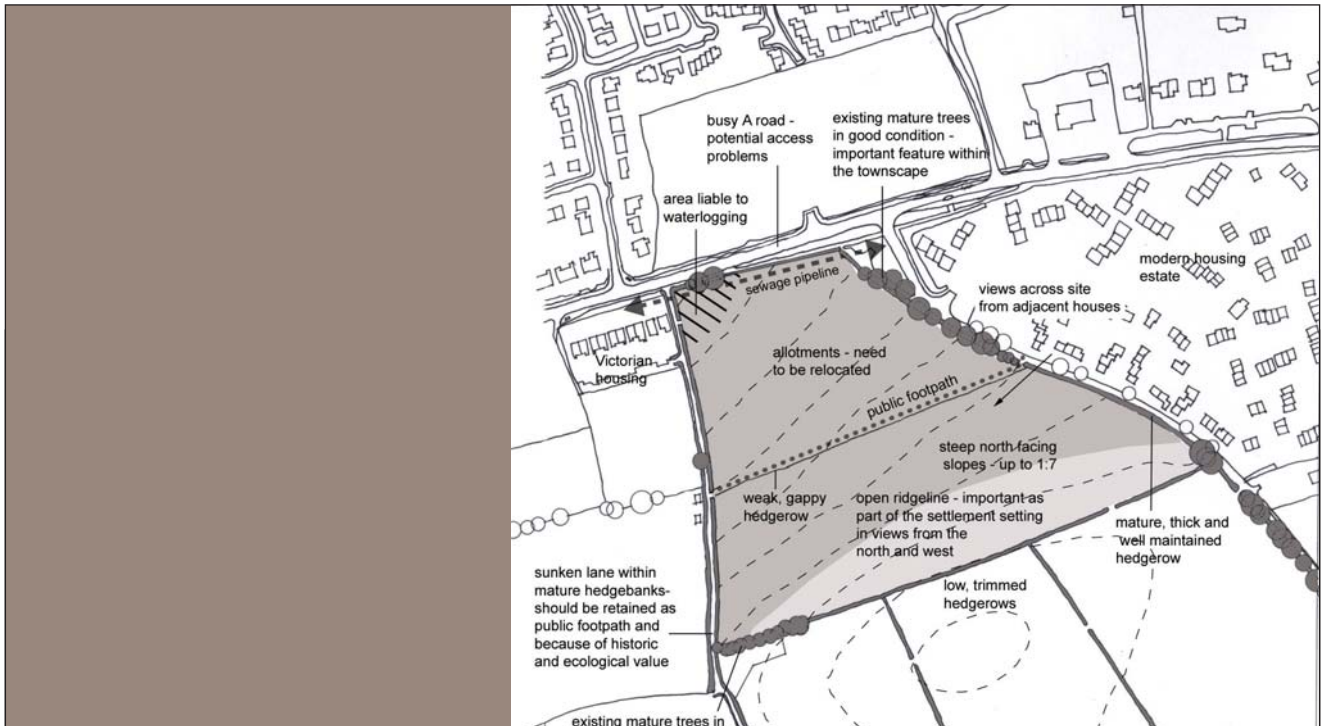 busy A road -
potential access
problems
existing mature trees
in good condition -
important feature within
the townscape
area liable to
waterlogging
modern housing
estate
sewage pipeline
views across site
from adjacent houses
Victorian
housing
allotments - need
to be relocated
public footpath
steep north facing
slopes - up to 1:7
weak, gappy
hedgerow
open ridgeline - important as
part of the settlement setting
in views from the
north and west
mature, thick and
well maintained
hedgerow
sunken lane within
mature hedgebanks-
should be retained as
public footpath and
because of historic
and ecological value
low, trimmed
hedgerows
existing mature trees in